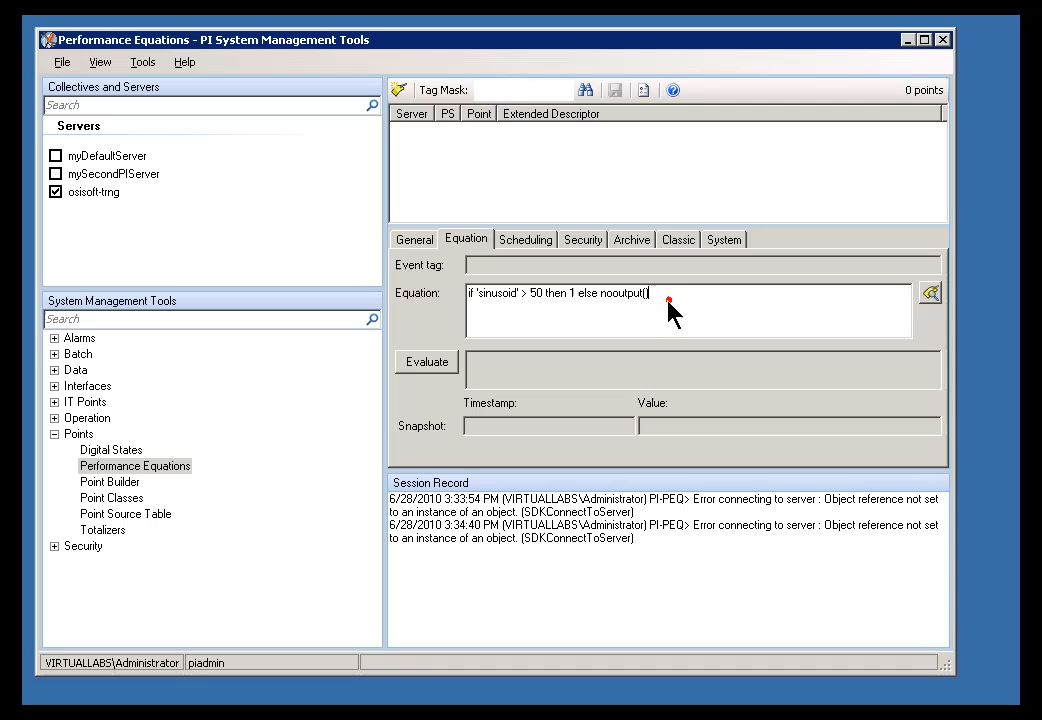 Performance Equations - PI System Management Tools
File View Tools Help
Collectives and Servers
Search
Servers
myDefaultServer
mySecondPIServer
osisoft-trng
System Management Tools
Search
Alarms
Batch
Data
Interfaces
IT Points
Operation
Points
Digital States
Performance Equations
Point Builder
Point Classes
Point Source Table
Totalizers
Security
Tag Mask: 0 points
Server PS Point Extended Descriptor
General Equation Scheduling Security Archive Classic System
Event tag:
Equation: if 'sinusoid' > 50 then 1 else nooutput()
Evaluate
Timestamp: Value:
Snapshot:
Session Record
6/28/2010 3:33:54 PM (VIRTUALLABS\Administrator) PI-PEQ> Error connecting to server : Object reference not set
to an instance of an object. (SDKConnectToServer)
6/28/2010 3:34:40 PM (VIRTUALLABS\Administrator) PI-PEQ> Error connecting to server : Object reference not set
to an instance of an object. (SDKConnectToServer)
VIRTUALLABS\Administrator piadmin